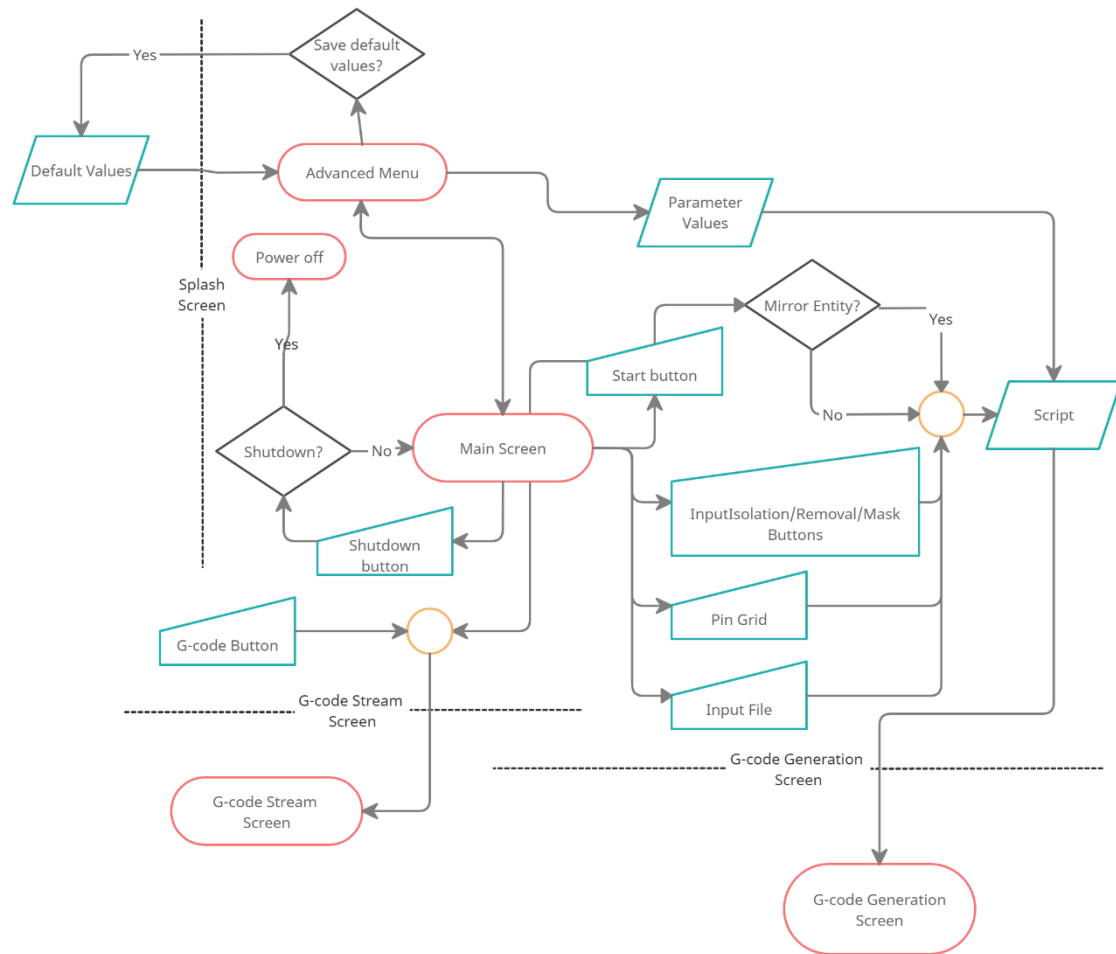 Save default
values?
Yes
Default Values
Advanced Menu
Parameter
Values
Power off
Splash
Screen
Mirror Entity?
Yes
Yes
Start button
No
Script
Shutdown?
No
Main Screen
InputIsolation/Removal/Mask
Buttons
Shutdown
button
Pin Grid
G-code Button
G-code Stream
Screen
Input File
G-code Generation
Screen
G-code Stream
Screen
G-code Generation
Screen